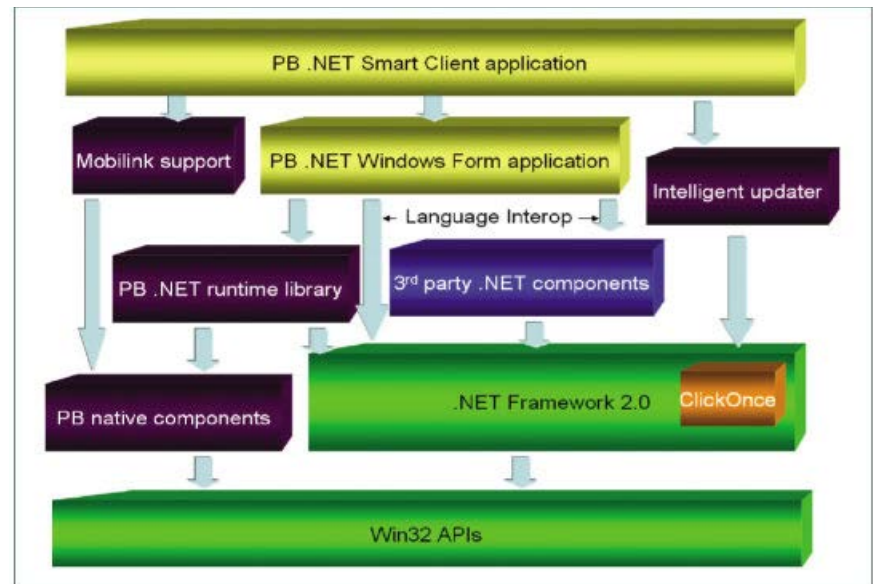 PB .NET Smart Client application
Mobilink support
PB .NET Windows Form application
Intelligent updater
Language Interop
PB .NET runtime library
3rd party .NET components
.NET Framework 2.0
ClickOnce
PB native components
Win32 APIs